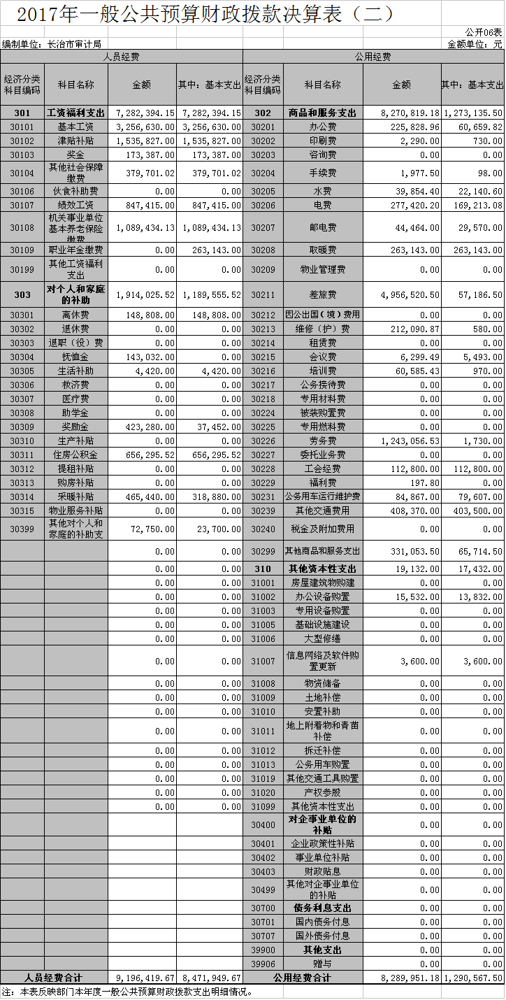 2017年一般公共预算财政拨款决算表（二）
公开06表
编制单位：长治市审计局 金额单位：元
人员经费 公用经费
经济分类科目编码 科目名称 金额 其中：基本支出 经济分类科目编码 科目名称 金额 其中：基本支出
301 工资福利支出 7,282,394.15 7,282,394.15 302 商品和服务支出 8,270,819.18 1,273,135.50
30101 基本工资 3,256,630.00 3,256,630.00 30201 办公费 225,828.96 60,659.82
30102 津贴补贴 1,535,827.00 1,535,827.00 30202 印刷费 2,290.00 730.00
30103 奖金 173,387.00 173,387.00 30203 咨询费 0.00 0.00
30104 其他社会保障缴费 379,701.02 379,701.02 30204 手续费 1,977.50 98.00
30106 伙食补助费 0.00 0.00 30205 水费 39,854.40 22,140.60
30107 绩效工资 847,415.00 847,415.00 30206 电费 277,420.20 169,213.08
30108 机关事业单位基本养老保险缴费 1,089,434.13 1,089,434.13 30207 邮电费 44,464.00 29,570.00
30109 职业年金缴费 0.00 263,143.00 30208 取暖费 263,143.00 263,143.00
30199 其他工资福利支出 0.00 0.00 30209 物业管理费 0.00 0.00
303 对个人和家庭的补助 1,914,025.52 1,189,555.52 30211 差旅费 4,956,520.50 57,186.50
30301 离休费 148,808.00 148,808.00 30212 因公出国（境）费用 0.00 0.00
30302 退休费 0.00 0.00 30213 维修（护）费 212,090.87 580.00
30303 退职（役）费 0.00 0.00 30214 租赁费 0.00 0.00
30304 抚恤金 143,032.00 0.00 30215 会议费 6,299.49 5,493.00
30305 生活补助 4,420.00 4,420.00 30216 培训费 60,585.43 970.00
30306 救济费 0.00 0.00 30217 公务接待费 0.00 0.00
30307 医疗费 0.00 0.00 30218 专用材料费 0.00 0.00
30308 助学金 0.00 0.00 30224 被装购置费 0.00 0.00
30309 奖励金 423,280.00 37,452.00 30225 专用燃料费 0.00 0.00
30310 生产补贴 0.00 0.00 30226 劳务费 1,243,056.53 1,730.00
30311 住房公积金 656,295.52 656,295.52 30227 委托业务费 0.00 0.00
30312 提租补贴 0.00 0.00 30228 工会经费 112,800.00 112,800.00
30313 购房补贴 0.00 0.00 30229 福利费 197.80 0.00
30314 采暖补贴 465,440.00 318,880.00 30231 公务用车运行维护费 84,867.00 79,607.00
30315 物业服务补贴 0.00 0.00 30239 其他交通费用 408,370.00 403,500.00
30399 其他对个人和家庭的补助支 72,750.00 23,700.00 30240 税金及附加费用 0.00 0.00
0.00 0.00 30299 其他商品和服务支出 331,053.50 65,714.50
0.00 0.00 310 其他资本性支出 19,132.00 17,432.00
0.00 0.00 31001 房屋建筑物购建 0.00 0.00
0.00 0.00 31002 办公设备购置 15,532.00 13,832.00
0.00 0.00 31003 专用设备购置 0.00 0.00
0.00 0.00 31005 基础设施建设 0.00 0.00
0.00 0.00 31006 大型修缮 0.00 0.00
0.00 0.00 31007 信息网络及软件购置更新 3,600.00 3,600.00
0.00 0.00 31008 物资储备 0.00 0.00
0.00 0.00 31009 土地补偿 0.00 0.00
0.00 0.00 31010 安置补助 0.00 0.00
0.00 0.00 31011 地上附着物和青苗补偿 0.00 0.00
0.00 0.00 31012 拆迁补偿 0.00 0.00
0.00 0.00 31013 公务用车购置 0.00 0.00
0.00 0.00 31019 其他交通工具购置 0.00 0.00
0.00 0.00 31020 产权参股 0.00 0.00
0.00 0.00 31099 其他资本性支出 0.00 0.00
30400 对企事业单位的补贴 0.00 0.00
30401 企业政策性补贴 0.00 0.00
30402 事业单位补贴 0.00 0.00
30403 财政贴息 0.00 0.00
30499 其他对企事业单位的补贴 0.00 0.00
30700 债务利息支出 0.00 0.00
30701 国内债务付息 0.00 0.00
30707 国外债务付息 0.00 0.00
39900 其他支出 0.00 0.00
39906 赠与 0.00 0.00
人员经费合计 9,196,419.67 8,471,949.67 公用经费合计 8,289,951.18 1,290,567.50
注：本表反映部门本年度一般公共预算财政拨款支出明细情况。